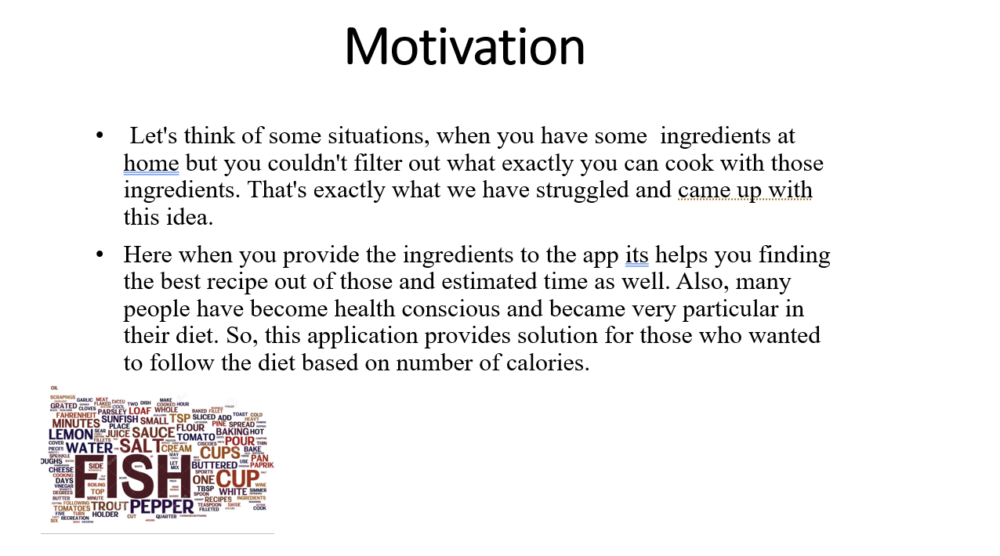 Motivation
• Let's think of some situations, when you have some ingredients at
home but you couldn't filter out what exactly you can cook with those
ingredients. That's exactly what we have struggled and came up with
this idea.
• Here when you provide the ingredients to the app its helps you finding
the best recipe out of those and estimated time as well. Also, many
people have become health conscious and became very particular in
their diet. So, this application provides solution for those who wanted
to follow the diet based on number of calories.
OIL
SCRAPINGS GARLIC MEAT DICED TWO DISH MAKE
GRATED CLOVES FLAKED COOL COOKED HOUR
FAHRENHEIT PARSLEY LOAF WHOLE BAKED FILLET TOAST COLD
MINUTES SUNFISH SMALL TSP SLICED ADD HEAVY
PLACE PINE SPREAD
LEMON SEAR JUICE SAUCE FLOUR BAKING HOT
COVER FILLETS TOMATO POUR THIN
PIECES WATER SALT CREAM CISCOES CUPS BAKE
SPRINKLE MAY PAN
OUGHS SIDE FISH LET MIX BUTTERED USE PAPRIK
CHEESE SPORTS
COOKING ONE CUP
DAYS BOILING WINE
VINEGAR TOP TBSP WHITE SIMMER
DEGREES MINUTE SPOON RECIPES INGREDIENTS
BUTTER FOLLOWING TROUT PEPPER TEASPOON RINSE
TOMATOES FILLETED COOK
FIVE TURN HOLDER CUT QUARTER
SIX RECREATION